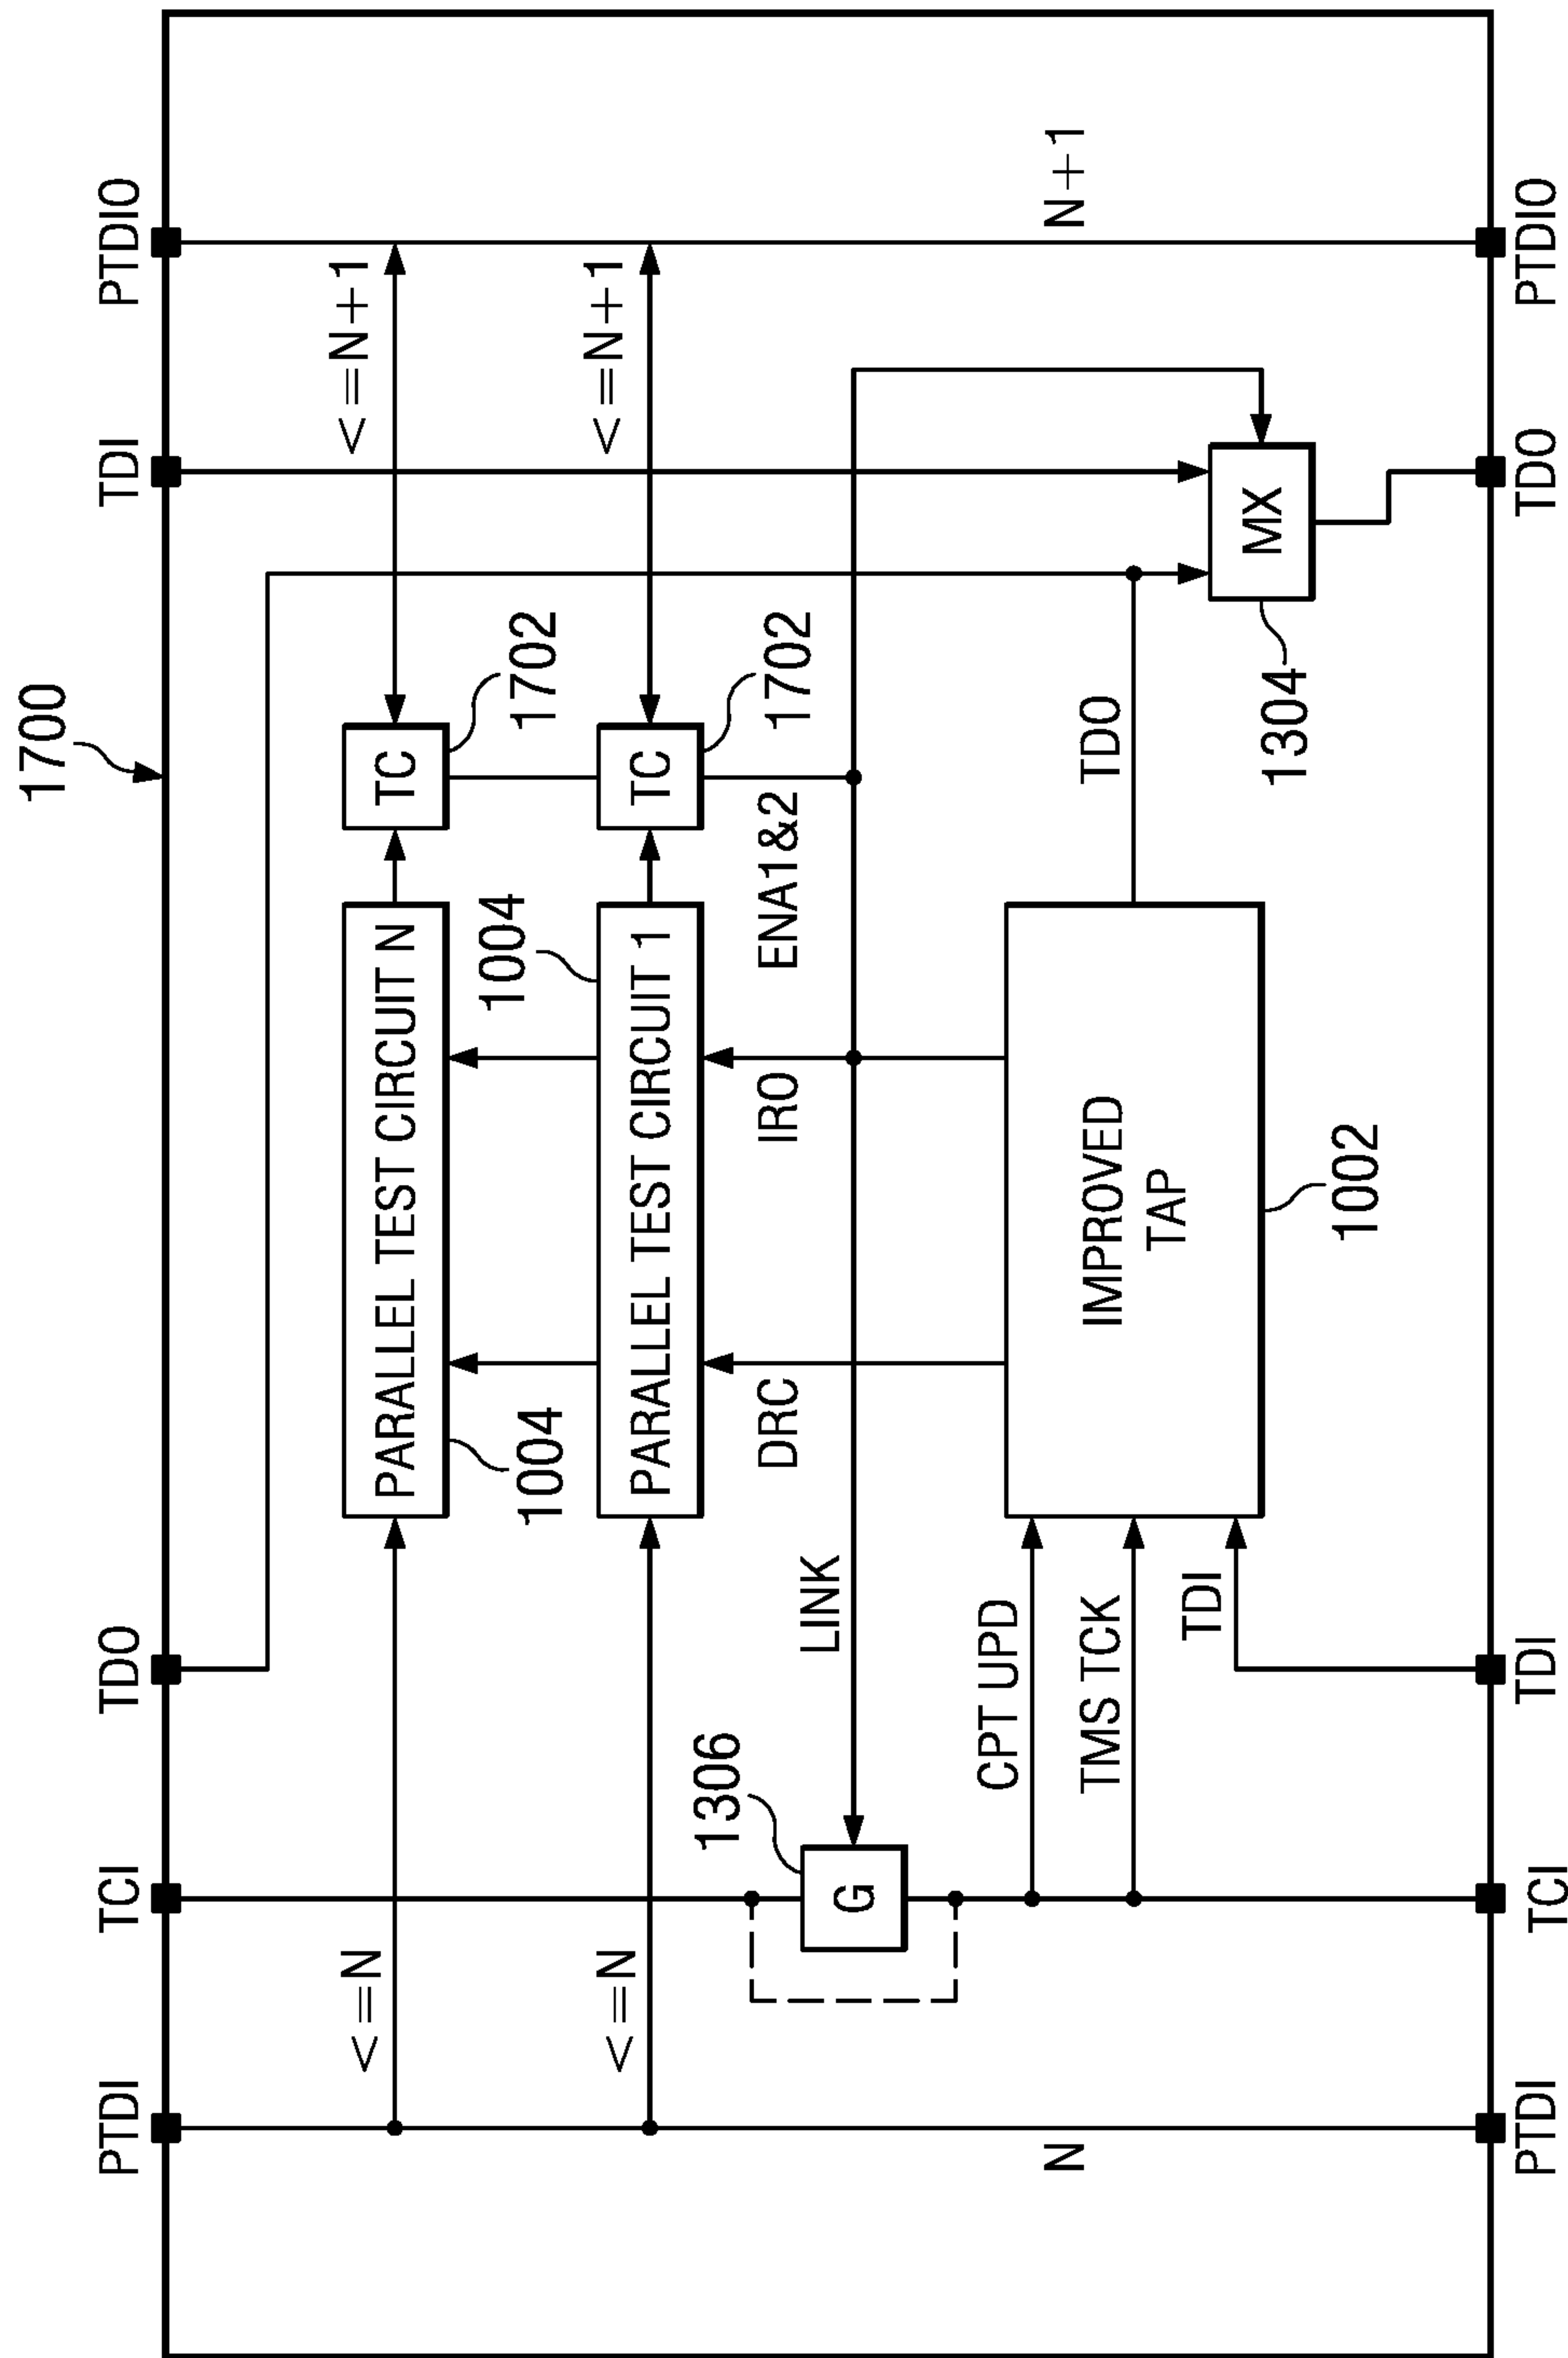 1700
PTDI
TCI
TDO
TDI
PTDIO
<=N
PARALLEL TEST CIRCUIT N
TC
<=N+1
1004
1004
1702
<=N
PARALLEL TEST CIRCUIT 1
TC
<=N+1
1702
1306
DRC
IRO
ENA1&2
LINK
G
CPT UPD
TMS TCK
TDI
IMPROVED
TAP
TDO
N
N+1
1002
MX
1304
PTDI
TCI
TDI
TDO
PTDIO